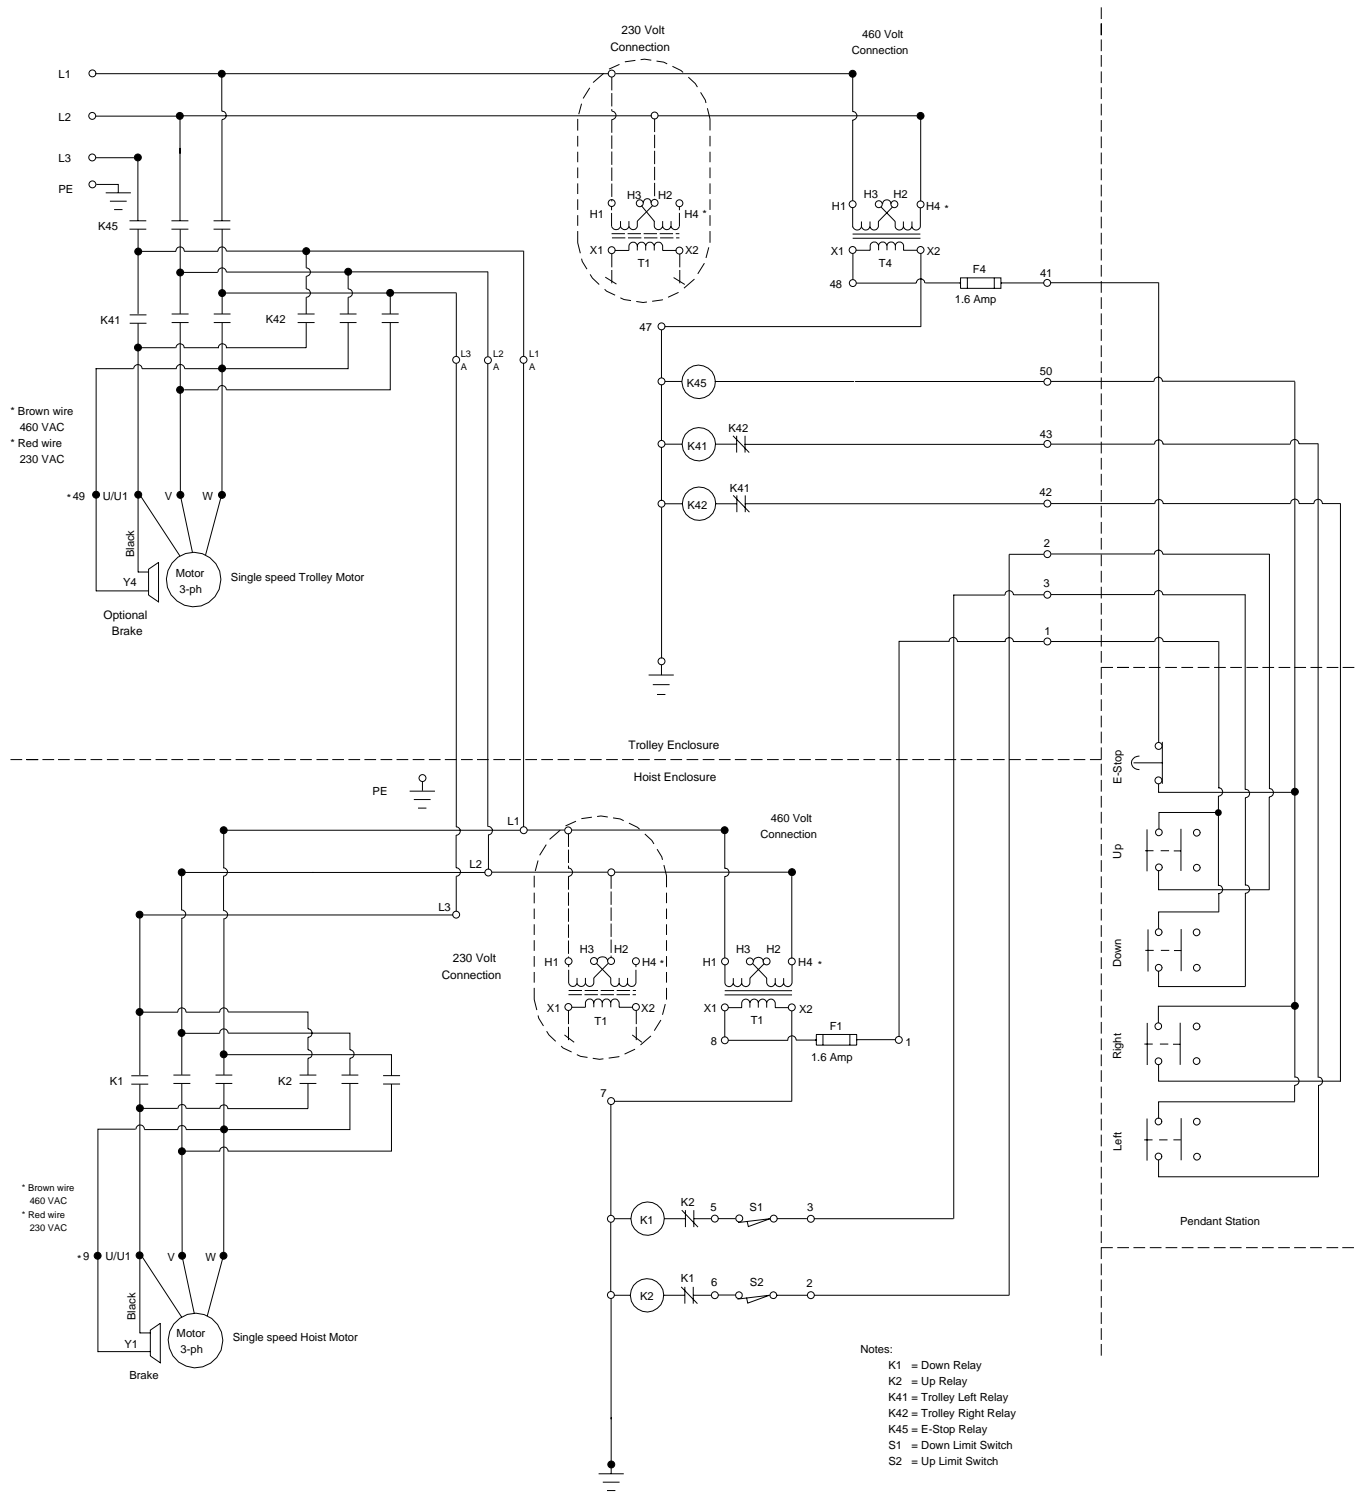 230 Volt
Connection
460 Volt
Connection
L1
L2
L3
PE
H3 H2
H1 H4 *
X1 X2
T1
H3 H2
H1 H4 *
X1 X2
T4
K45
F4
48 41
1.6 Amp
K41 K42
47
L3
A
L2
A
L1
A
50
K45
* Brown wire
460 VAC
* Red wire
230 VAC
K42 43
K41
K41 42
K42
* 49 U/U1 V W
Black
2
Motor
3-ph
Single speed Trolley Motor
Y4
3
Optional
Brake
1
Trolley Enclosure
Hoist Enclosure
E-Stop
PE
L1
460 Volt
Connection
Up
L2
L3
Down
230 Volt
Connection
H3 H2
H1 H4 *
X1 X2
T1
H3 H2
H1 H4 *
X1 X2
T1
F1
8 1
1.6 Amp
Right
K1 K2
7
Left
* Brown wire
460 VAC
* Red wire
230 VAC
K2 5 S1 3
K1
Pendant Station
* 9 U/U1 V W
K1 6 S2 2
K2
Black
Motor
3-ph
Single speed Hoist Motor
Y1
Brake
Notes:
K1 = Down Relay
K2 = Up Relay
K41 = Trolley Left Relay
K42 = Trolley Right Relay
K45 = E-Stop Relay
S1 = Down Limit Switch
S2 = Up Limit Switch